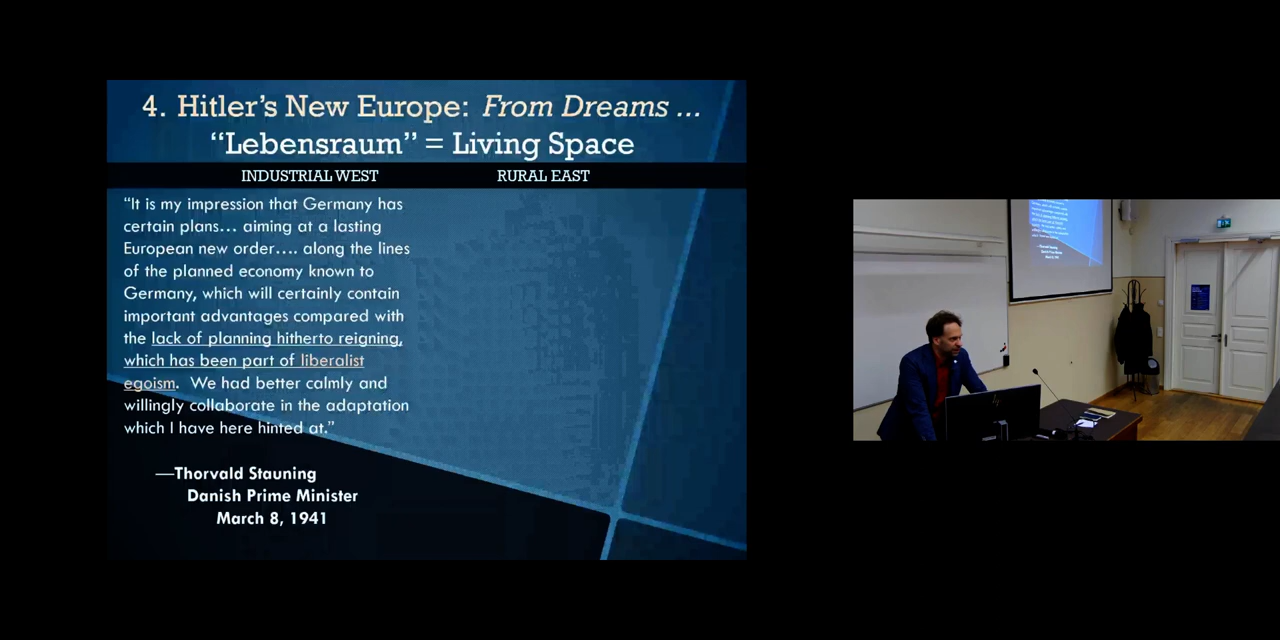 4. Hitler's New Europe: From Dreams ...
“Lebensraum” = Living Space
INDUSTRIAL WEST
RURAL EAST
“It is my impression that Germany has
certain plans... aiming at a lasting
European new order.... along the lines
of the planned economy known to
Germany, which will certainly contain
important advantages compared with
the lack of planning hitherto reigning,
which has been part of liberalist
egoism. We had better calmly and
willingly collaborate in the adaptation
which I have here hinted at.”
—Thorvald Stauning
Danish Prime Minister
March 8, 1941